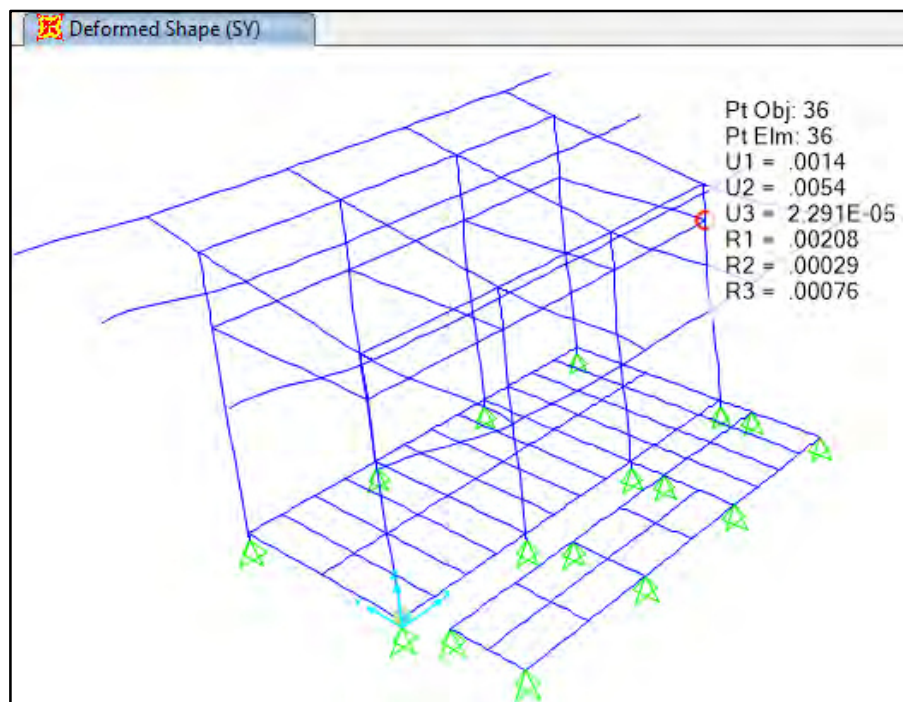 Deformed Shape (SY)
Pt Obj: 36
Pt Elm: 36
U1 = .0014
U2 = .0054
U3 = 2.291E-05
R1 = .00208
R2 = .00029
R3 = .00076